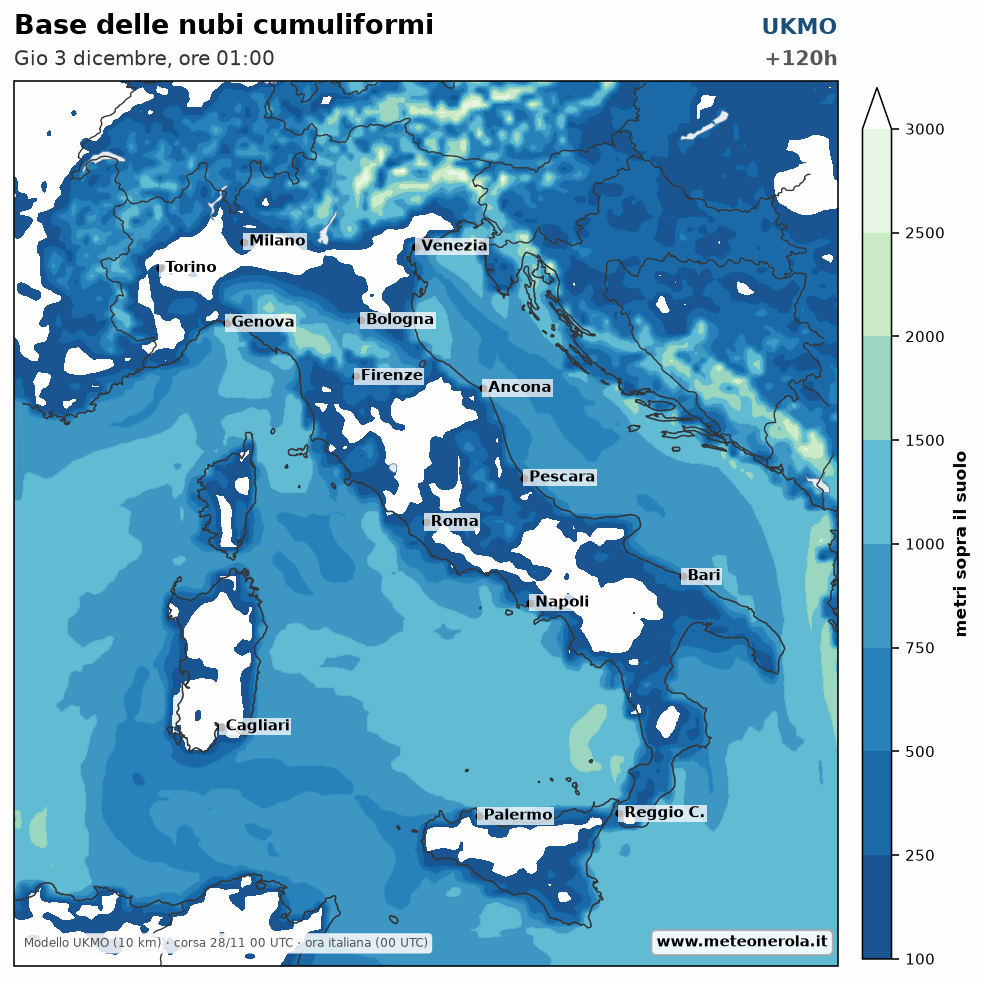 Base delle nubi cumuliformi
UKMO
Gio 3 dicembre, ore 01:00
+120h
3000
2500
2000
1500
1000
750
500
250
100
metri sopra il suolo
Milano
Venezia
Torino
Genova
Bologna
Firenze
Ancona
Pescara
Roma
Bari
Napoli
Cagliari
Palermo
Reggio C.
Modello UKMO (10 km) · corsa 28/11 00 UTC · ora italiana (00 UTC)
www.meteonerola.it